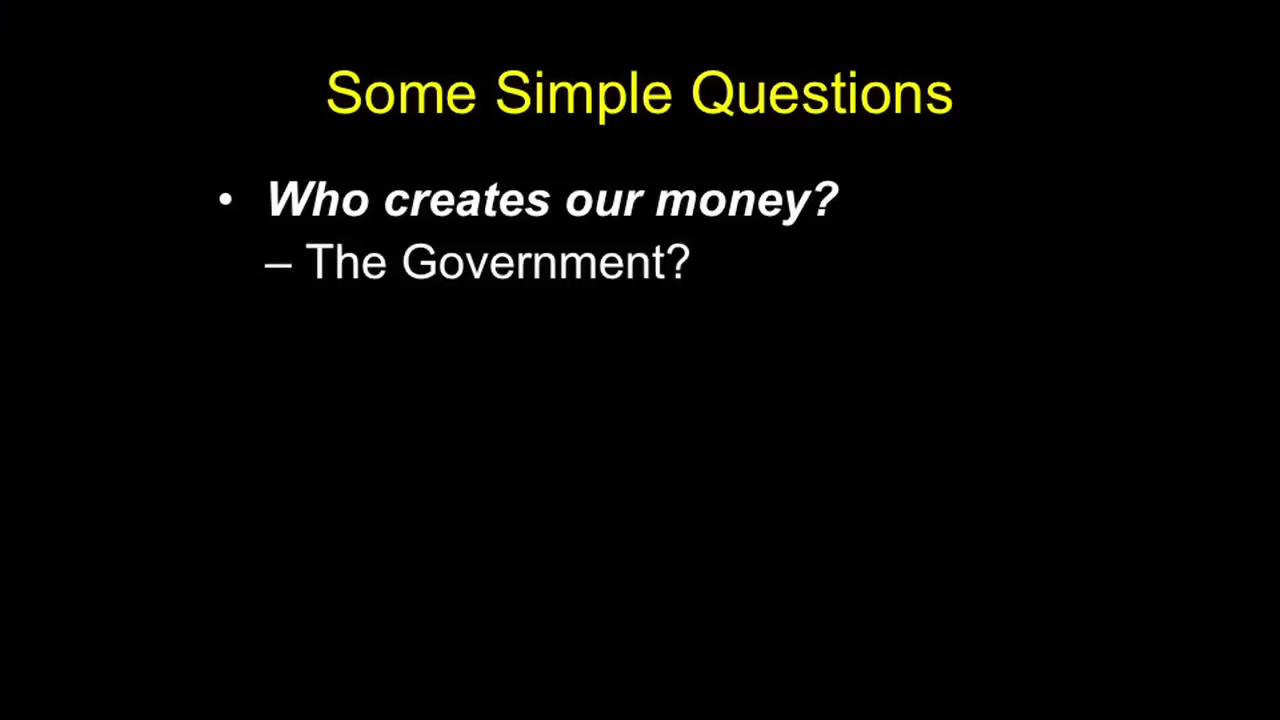 Some Simple Questions
• Who creates our money?
– The Government?